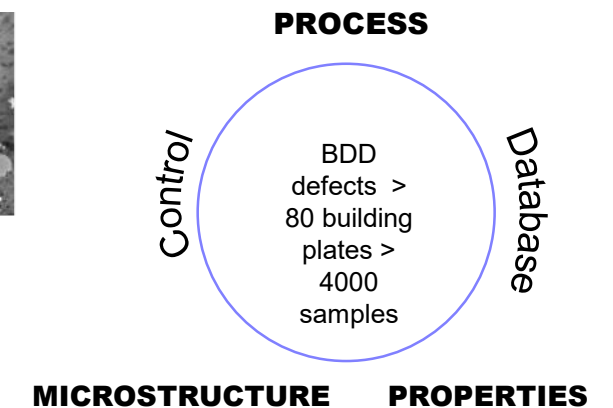 PROCESS
Control
Database
BDD
defects >
80 building
plates >
4000
samples
MICROSTRUCTURE PROPERTIES